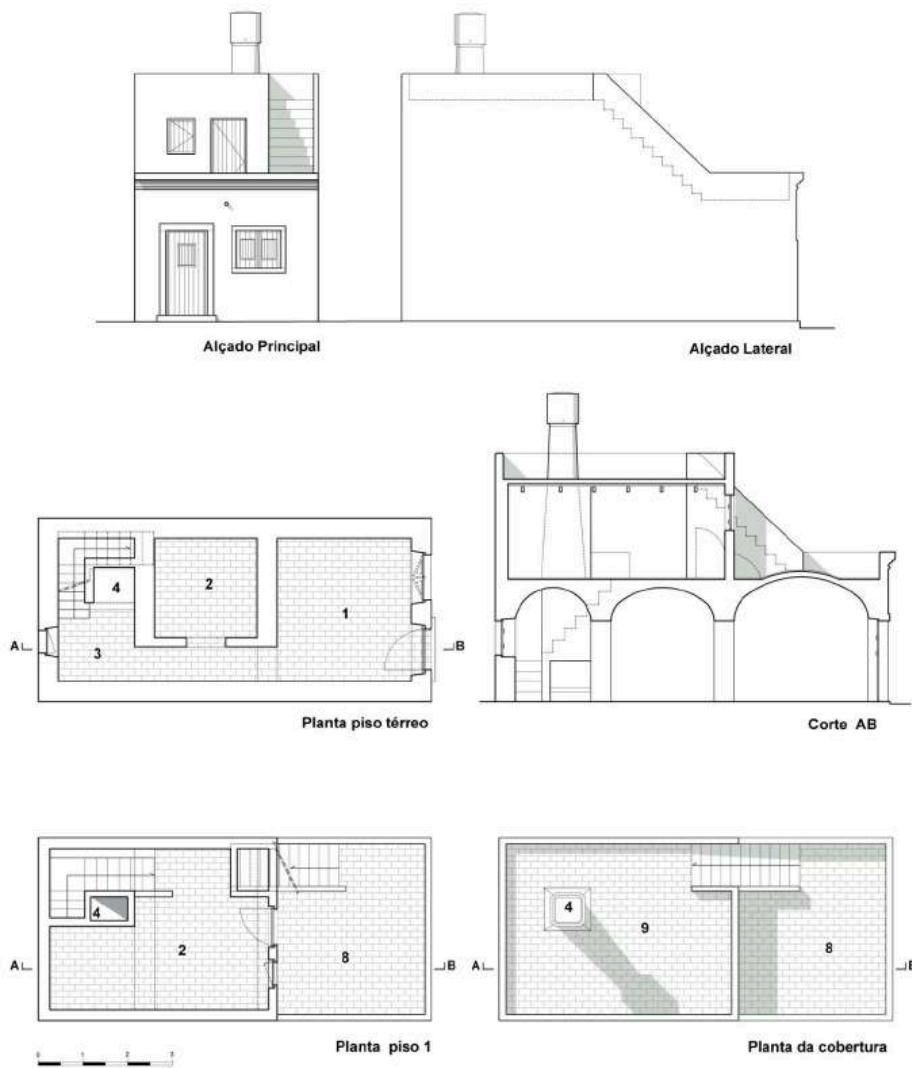 Alçado Principal
Alçado Lateral
4
2
1
3
A
B
Planta piso térreo
Corte AB
4
2
8
A
B
4
9
8
A
B
Planta piso 1
Planta da cobertura
0 1 2 3